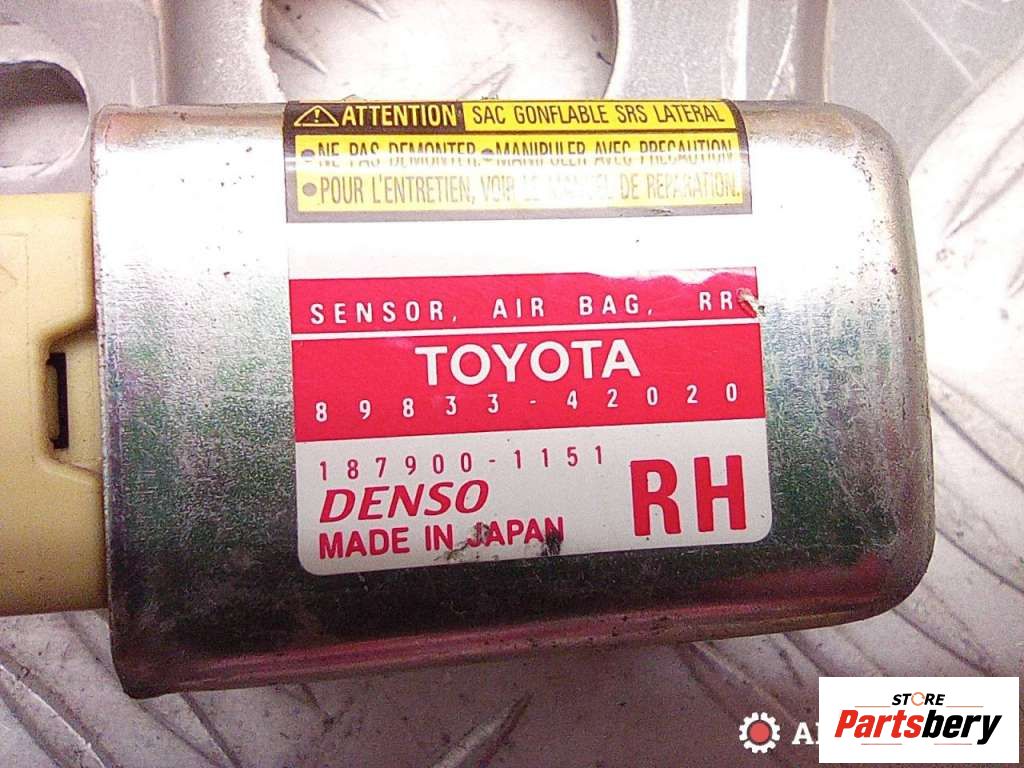 ATTENTION SAC GONFLABLE SRS LATERAL
• NE PAS DEMONTER. • MANIPULER AVEC PRECAUTION
• POUR L'ENTRETIEN, VOIR LE MANUEL DE REPARATION.
SENSOR, AIR BAG, RR
TOYOTA
89833-42020
187900-1151
DENSO
MADE IN JAPAN
RH
STORE
Partsbery